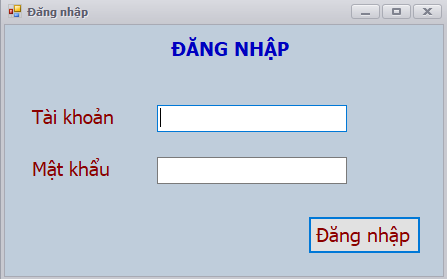 Đăng nhập
ĐĂNG NHẬP
Tài khoản
Mật khẩu
Đăng nhập